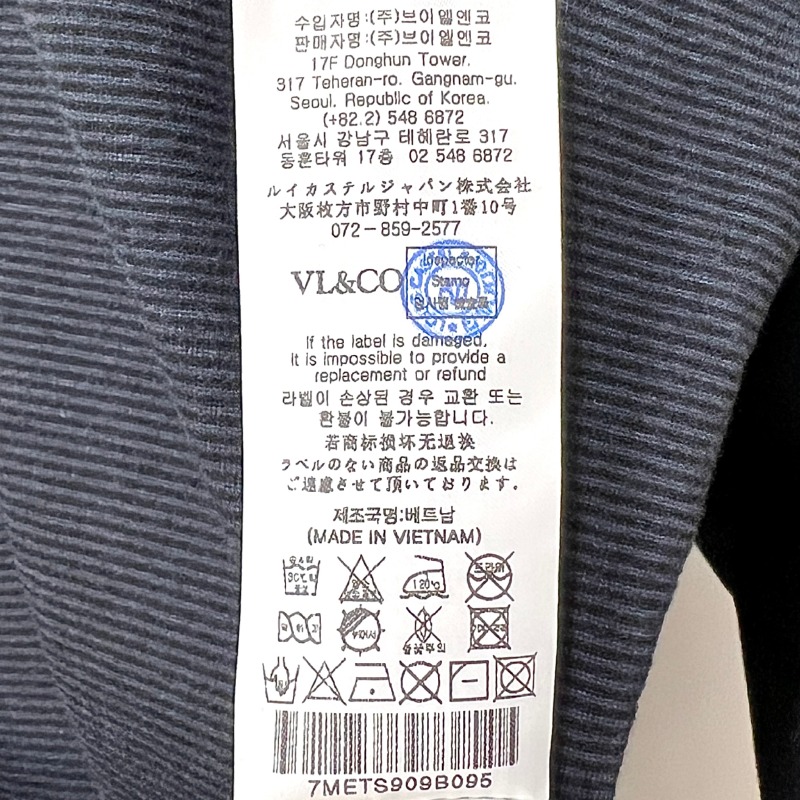 수입자명:(주)브이엘엔코
판매자명:(주)브이엘엔코
17F Donghun Tower,
317 Teheran-ro. Gangnam-gu.
Seoul. Republic of Korea.
(+82.2) 548 6872
서울시 강남구 테헤란로 317
동훈타워 17층 02 548 6872
ルイカステルジャパン株式会社
大阪枚方市野村中町1番10号
072-859-2577
VL&CO
Inspector
Stamp
If the label is damaged,
it is impossible to provide a
replacement or refund
라벨이 손상된 경우 교환 또는
환불이 불가능합니다.
若商标损坏无退換
ラベルのない商品の返品交換は
ご遠慮させて頂いております。
제조국명:베트남
(MADE IN VIETNAM)
120℃
7METS909B095